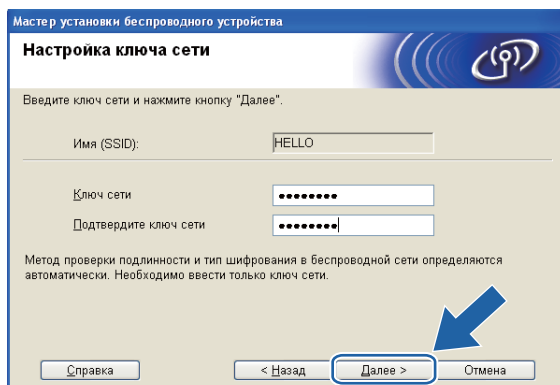 Мастер установки беспроводного устройства
Настройка ключа сети
Введите ключ сети и нажмите кнопку "Далее".
Имя (SSID):
HELLO
Ключ сети
Подтвердите ключ сети
Метод проверки подлинности и тип шифрования в беспроводной сети определяются
автоматически. Необходимо ввести только ключ сети.
Справка
< Назад
Далее >
Отмена